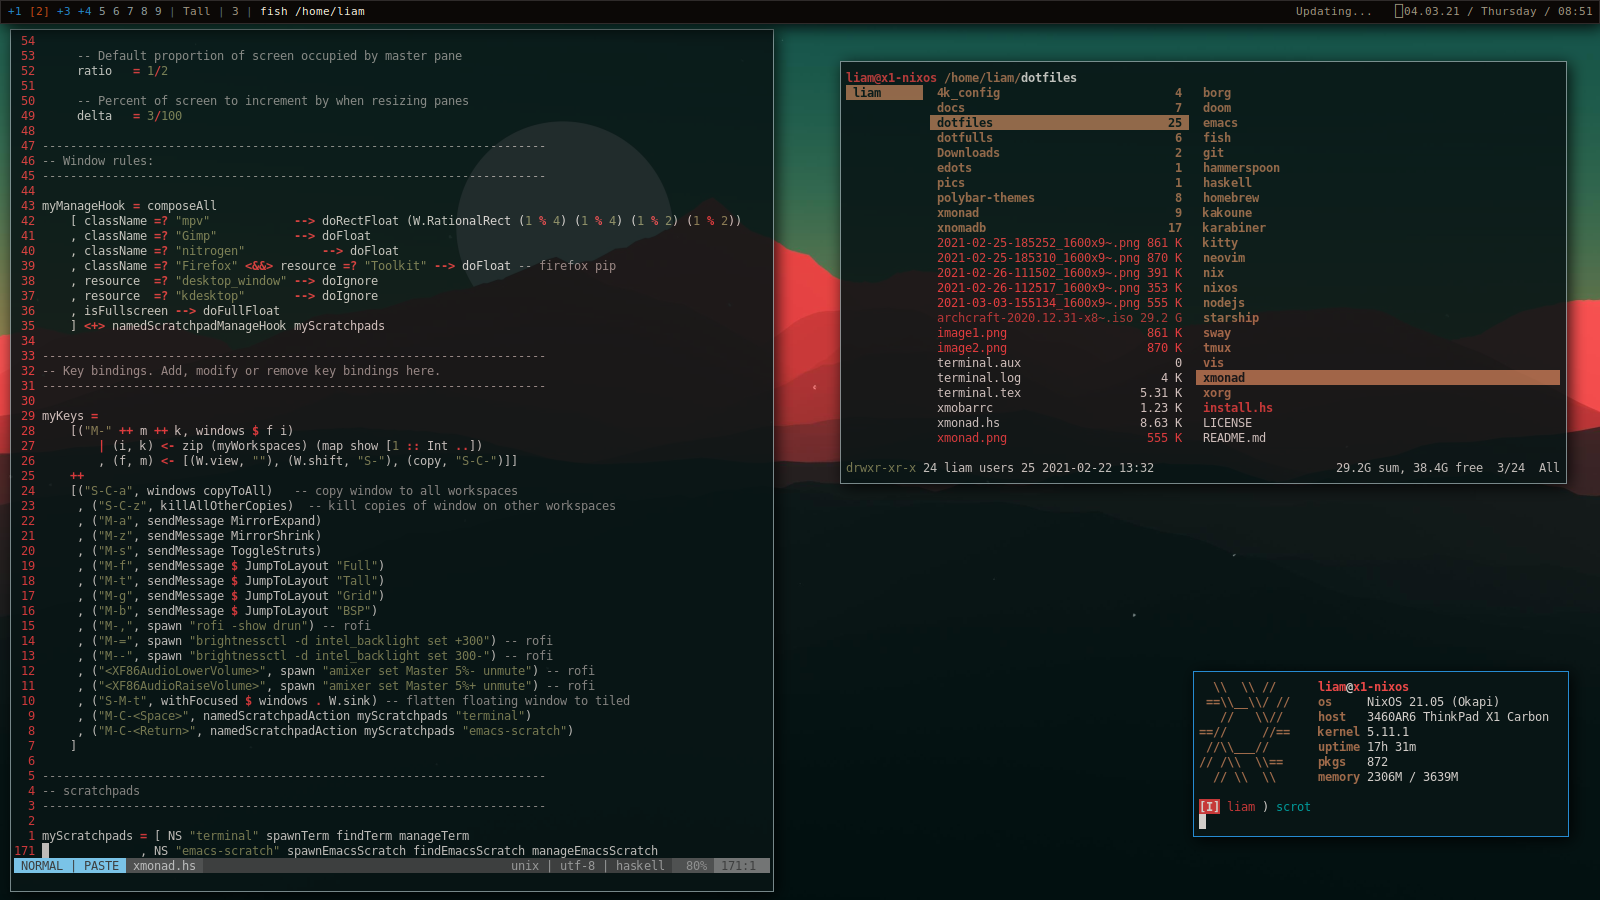 +1 [2] +3 +4 5 6 7 8 9 | Tall | 3 | fish /home/liam
Updating... 04.03.21 / Thursday / 08:51
54
53 -- Default proportion of screen occupied by master pane
52 ratio = 1/2
51
50 -- Percent of screen to increment by when resizing panes
49 delta = 3/100
48
47 ------------------------------------------------------------------------
46 -- Window rules:
45 ------------------------------------------------------------------------
44
43 myManageHook = composeAll
42 [ className =? "mpv" --> doRectFloat (W.RationalRect (1 % 4) (1 % 4) (1 % 2) (1 % 2))
41 , className =? "Gimp" --> doFloat
40 , className =? "nitrogen" --> doFloat
39 , className =? "Firefox" <&&> resource =? "Toolkit" --> doFloat -- firefox pip
38 , resource =? "desktop_window" --> doIgnore
37 , resource =? "kdesktop" --> doIgnore
36 , isFullscreen --> doFullFloat
35 ] <+> namedScratchpadManageHook myScratchpads
34
33 ------------------------------------------------------------------------
32 -- Key bindings. Add, modify or remove key bindings here.
31 ------------------------------------------------------------------------
30
29 myKeys =
28 [("M-" ++ m ++ k, windows $ f i)
27 | (i, k) <- zip (myWorkspaces) (map show [1 :: Int ..])
26 , (f, m) <- [(W.view, ""), (W.shift, "S-"), (copy, "S-C-")]]
25 ++
24 [("S-C-a", windows copyToAll) -- copy window to all workspaces
23 , ("S-C-z", killAllOtherCopies) -- kill copies of window on other workspaces
22 , ("M-a", sendMessage MirrorExpand)
21 , ("M-z", sendMessage MirrorShrink)
20 , ("M-s", sendMessage ToggleStruts)
19 , ("M-f", sendMessage $ JumpToLayout "Full")
18 , ("M-t", sendMessage $ JumpToLayout "Tall")
17 , ("M-g", sendMessage $ JumpToLayout "Grid")
16 , ("M-b", sendMessage $ JumpToLayout "BSP")
15 , ("M-,", spawn "rofi -show drun") -- rofi
14 , ("M-=", spawn "brightnessctl -d intel_backlight set +300") -- rofi
13 , ("M--", spawn "brightnessctl -d intel_backlight set 300-") -- rofi
12 , ("<XF86AudioLowerVolume>", spawn "amixer set Master 5%- unmute") -- rofi
11 , ("<XF86AudioRaiseVolume>", spawn "amixer set Master 5%+ unmute") -- rofi
10 , ("S-M-t", withFocused $ windows . W.sink) -- flatten floating window to tiled
9 , ("M-C-<Space>", namedScratchpadAction myScratchpads "terminal")
8 , ("M-C-<Return>", namedScratchpadAction myScratchpads "emacs-scratch")
7 ]
6
5 ------------------------------------------------------------------------
4 -- scratchpads
3 ------------------------------------------------------------------------
2
1 myScratchpads = [ NS "terminal" spawnTerm findTerm manageTerm
171 , NS "emacs-scratch" spawnEmacsScratch findEmacsScratch manageEmacsScratch
NORMAL | PASTE xmonad.hs unix | utf-8 | haskell 80% 171:1
liam@x1-nixos /home/liam/dotfiles
liam 4k_config 4 borg
docs 7 doom
dotfiles 25 emacs
dotfulls 6 fish
Downloads 2 git
edots 1 hammerspoon
pics 1 haskell
polybar-themes 8 homebrew
xmonad 9 kakoune
xnomadb 17 karabiner
2021-02-25-185252_1600x9~.png 861 K kitty
2021-02-25-185310_1600x9~.png 870 K neovim
2021-02-26-111502_1600x9~.png 391 K nix
2021-02-26-112517_1600x9~.png 353 K nixos
2021-03-03-155134_1600x9~.png 555 K nodejs
archcraft-2020.12.31-x8~.iso 29.2 G starship
image1.png 861 K sway
image2.png 870 K tmux
terminal.aux 0 vis
terminal.log 4 K xmonad
terminal.tex 5.31 K xorg
xmobarrc 1.23 K install.hs
xmonad.hs 8.63 K LICENSE
xmonad.png 555 K README.md
drwxr-xr-x 24 liam users 25 2021-02-22 13:32 29.2G sum, 38.4G free 3/24 All
\\ \\ // liam@x1-nixos
==\\__\\/ // os NixOS 21.05 (Okapi)
// \\// host 3460AR6 ThinkPad X1 Carbon
==// //== kernel 5.11.1
//\\___// uptime 17h 31m
// /\\ \\== pkgs 872
// \\ \\ memory 2306M / 3639M
[I] liam ) scrot